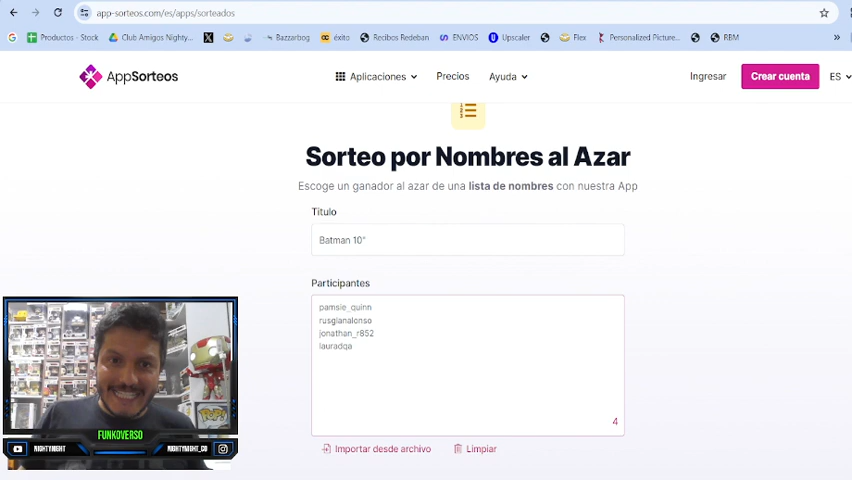 app-sorteos.com/es/apps/sorteados
Productos - Stock
Club Amigos Nighty...
Bazzarbog
éxito
Recibos Redeban
ENVIOS
Upscaler
Flex
Personalized Picture...
RBM
»
AppSorteos
Aplicaciones
Precios
Ayuda
Ingresar
Crear cuenta
ES
Sorteo por Nombres al Azar
Escoge un ganador al azar de una lista de nombres con nuestra App
Título
Batman 10"
Participantes
pamsie_quinn
rusglanalonso
jonathan_r852
lauradqa
4
Importar desde archivo
Limpiar
POP!
FUNKOVERSO
NIGHTYNIGHT
NIGHTYNIGHT_CO